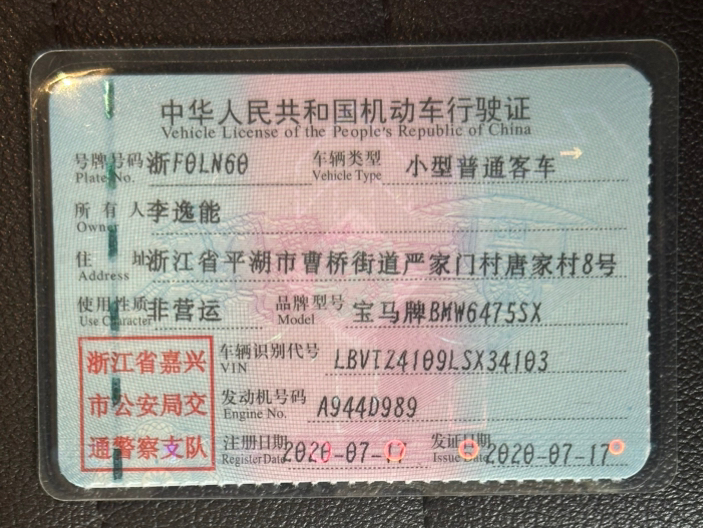 中华人民共和国机动车行驶证
Vehicle License of the People's Republic of China
号牌号码 浙F0LN60 车辆类型 小型普通客车
Plate No. Vehicle Type
所有人 李逸能
Owner
住址 浙江省平湖市曹桥街道严家门村唐家村8号
Address
使用性质 非营运 品牌型号 宝马牌BMW6475SX
Use Character Model
浙江省嘉兴 车辆识别代号 LBVTZ4109LSX34103
VIN
市公安局交 发动机号码 A944D989
Engine No.
通警察支队 注册日期 2020-07-17 发证日期 2020-07-17
Register Date Issue Date